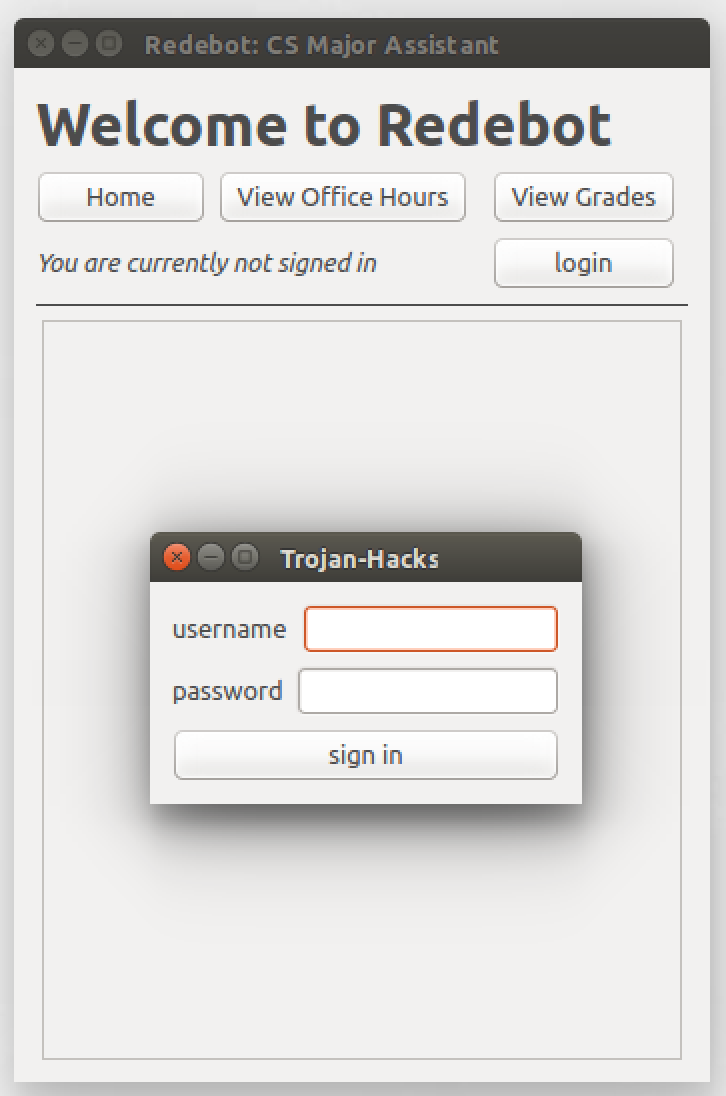 Redebot: CS Major Assistant
Welcome to Redebot
Home View Office Hours View Grades
You are currently not signed in login
Trojan-Hacks
username
password
sign in